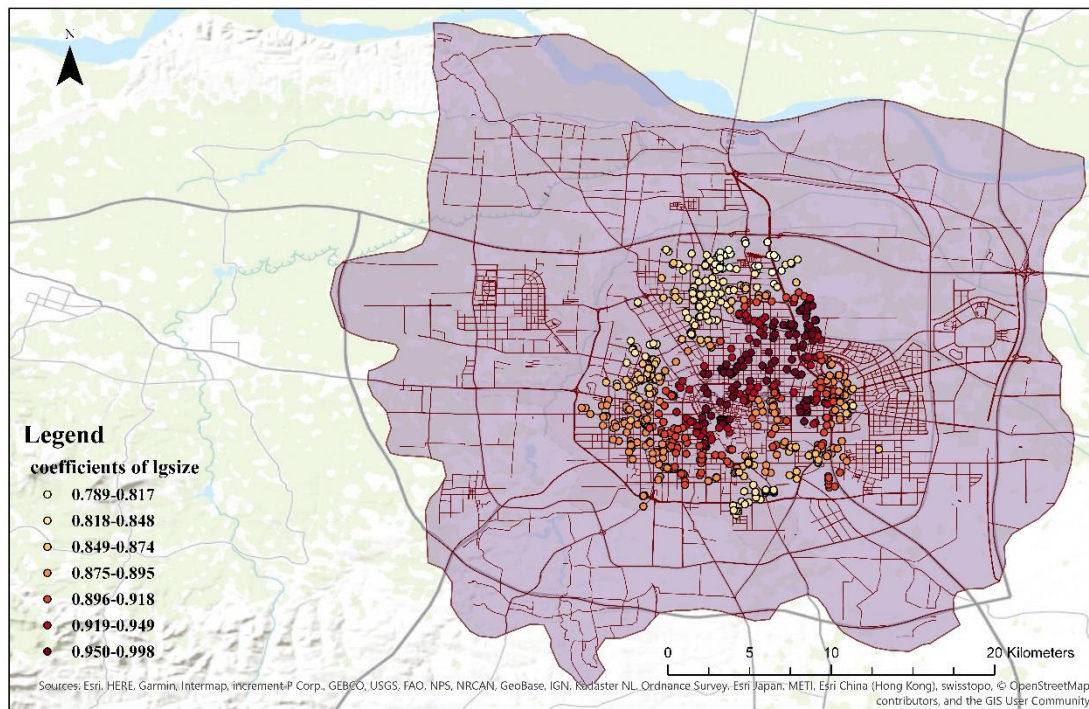 N
Legend
coefficients of lgsize
0.789-0.817
0.818-0.848
0.849-0.874
0.875-0.895
0.896-0.918
0.919-0.949
0.950-0.998
0 5 10 20 Kilometers
Sources: Esri, HERE, Garmin, Intermap, increment P Corp., GEBCO, USGS, FAO, NPS, NRCAN, GeoBase, IGN, Kadaster NL, Ordnance Survey, Esri Japan, METI, Esri China (Hong Kong), swisstopo, © OpenStreetMap
contributors, and the GIS User Community